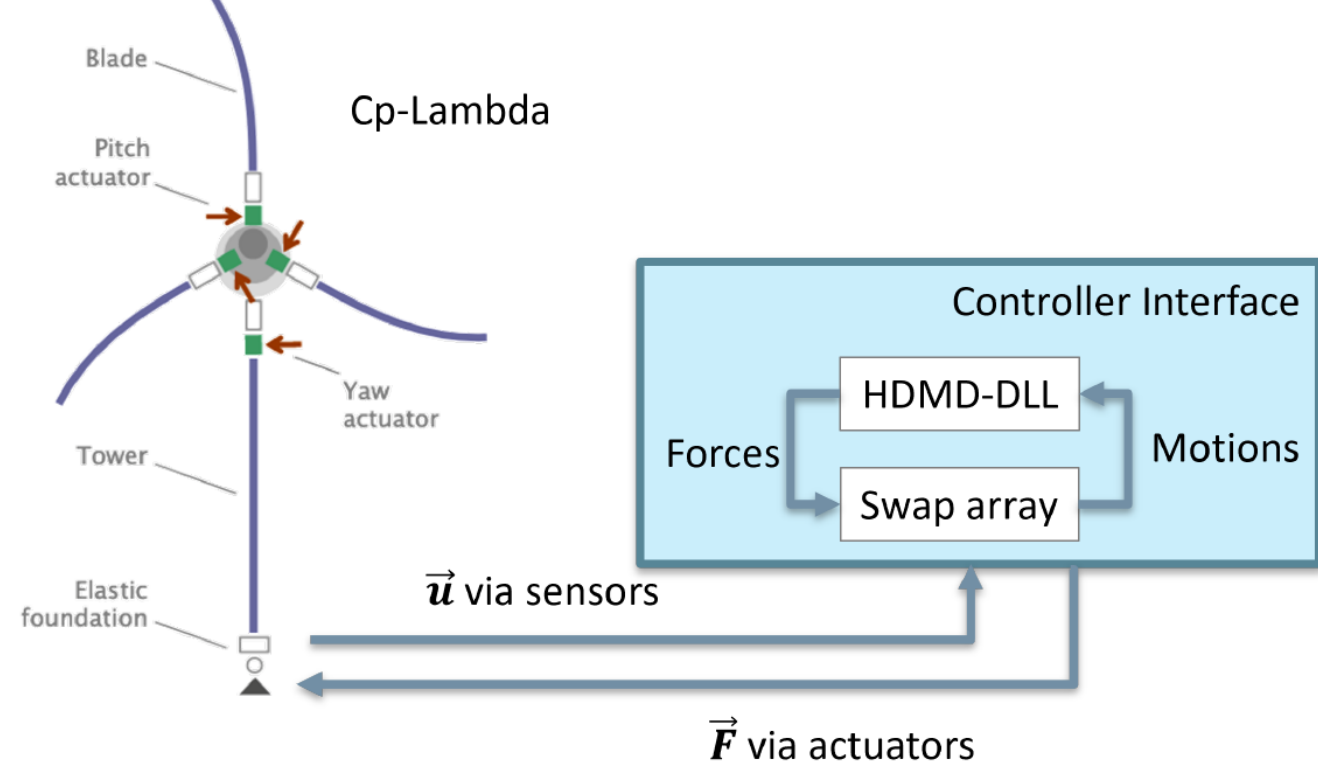 Blade
Cp-Lambda
Pitch
actuator
Controller Interface
HDMD-DLL
Yaw
actuator
Forces
Motions
Tower
Swap array
Elastic
foundation
u⃗ via sensors
F⃗ via actuators